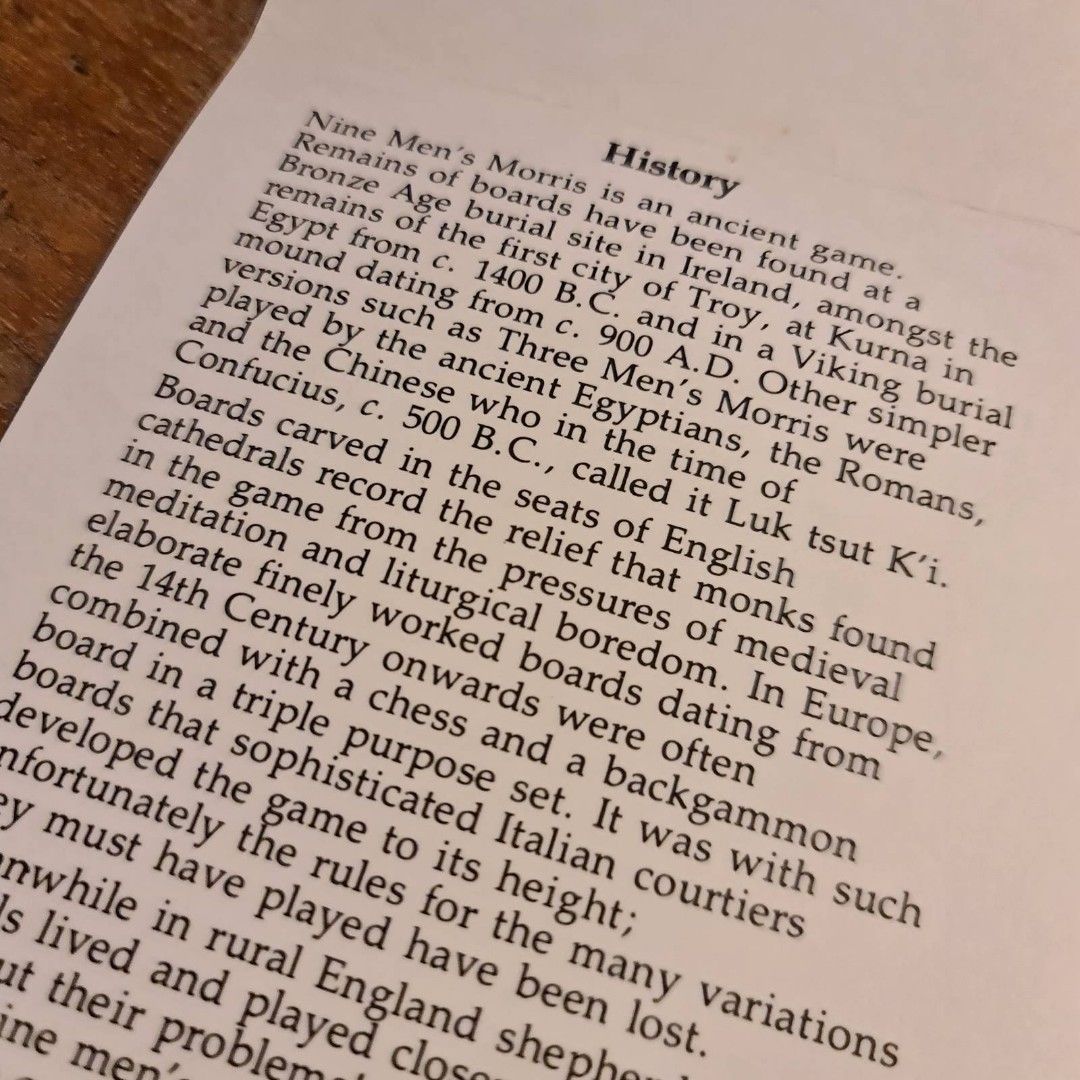 History
Nine Men's Morris is an ancient game.
Remains of boards have been found at a
Bronze Age burial site in Ireland, amongst the
remains of the first city of Troy, at Kurna in
Egypt from c. 1400 B.C. and in a Viking burial
mound dating from c. 900 A.D. Other simpler
versions such as Three Men's Morris were
played by the ancient Egyptians, the Romans,
and the Chinese who in the time of
Confucius, c. 500 B.C., called it Luk tsut K'i.
Boards carved in the seats of English
cathedrals record the relief that monks found
in the game from the pressures of medieval
meditation and liturgical boredom. In Europe,
elaborate finely worked boards dating from
the 14th Century onwards were often
combined with a chess and a backgammon
board in a triple purpose set. It was with such
boards that sophisticated Italian courtiers
developed the game to its height;
nfortunately the rules for the many variations
ey must have played have been lost.
nwhile in rural England
ls lived and played
ut their
ine men's